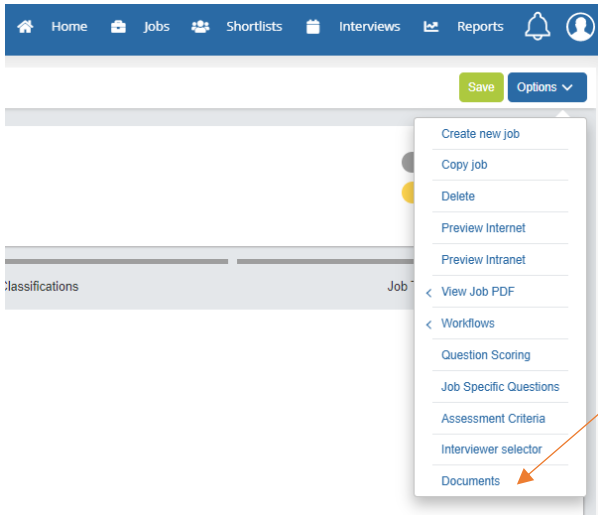 Home Jobs Shortlists Interviews Reports
Save Options
Create new job
Copy job
Delete
Preview Internet
Preview Intranet
lassifications Job
View Job PDF
Workflows
Question Scoring
Job Specific Questions
Assessment Criteria
Interviewer selector
Documents